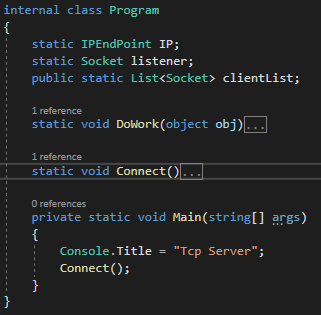 internal class Program
{
static IPEndPoint IP;
static Socket listener;
public static List<Socket> clientList;
1 reference
static void DoWork(object obj)...
1 reference
static void Connect()...
0 references
private static void Main(string[] args)
{
Console.Title = "Tcp Server";
Connect();
}
}